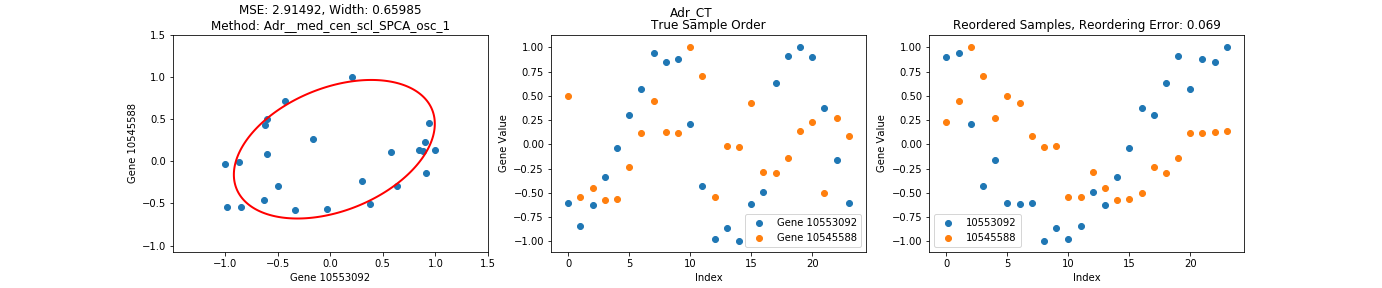 Adr_CT
MSE: 2.91492, Width: 0.65985
Method: Adr__med_cen_scl_SPCA_osc_1
1.5
1.0
0.5
0.0
−0.5
−1.0
Gene 10545588
−1.0 −0.5 0.0 0.5 1.0 1.5
Gene 10553092
True Sample Order
1.00
0.75
0.50
0.25
0.00
−0.25
−0.50
−0.75
−1.00
Gene Value
Gene 10553092
Gene 10545588
0 5 10 15 20
Index
Reordered Samples, Reordering Error: 0.069
1.00
0.75
0.50
0.25
0.00
−0.25
−0.50
−0.75
−1.00
Gene Value
10553092
10545588
0 5 10 15 20
Index